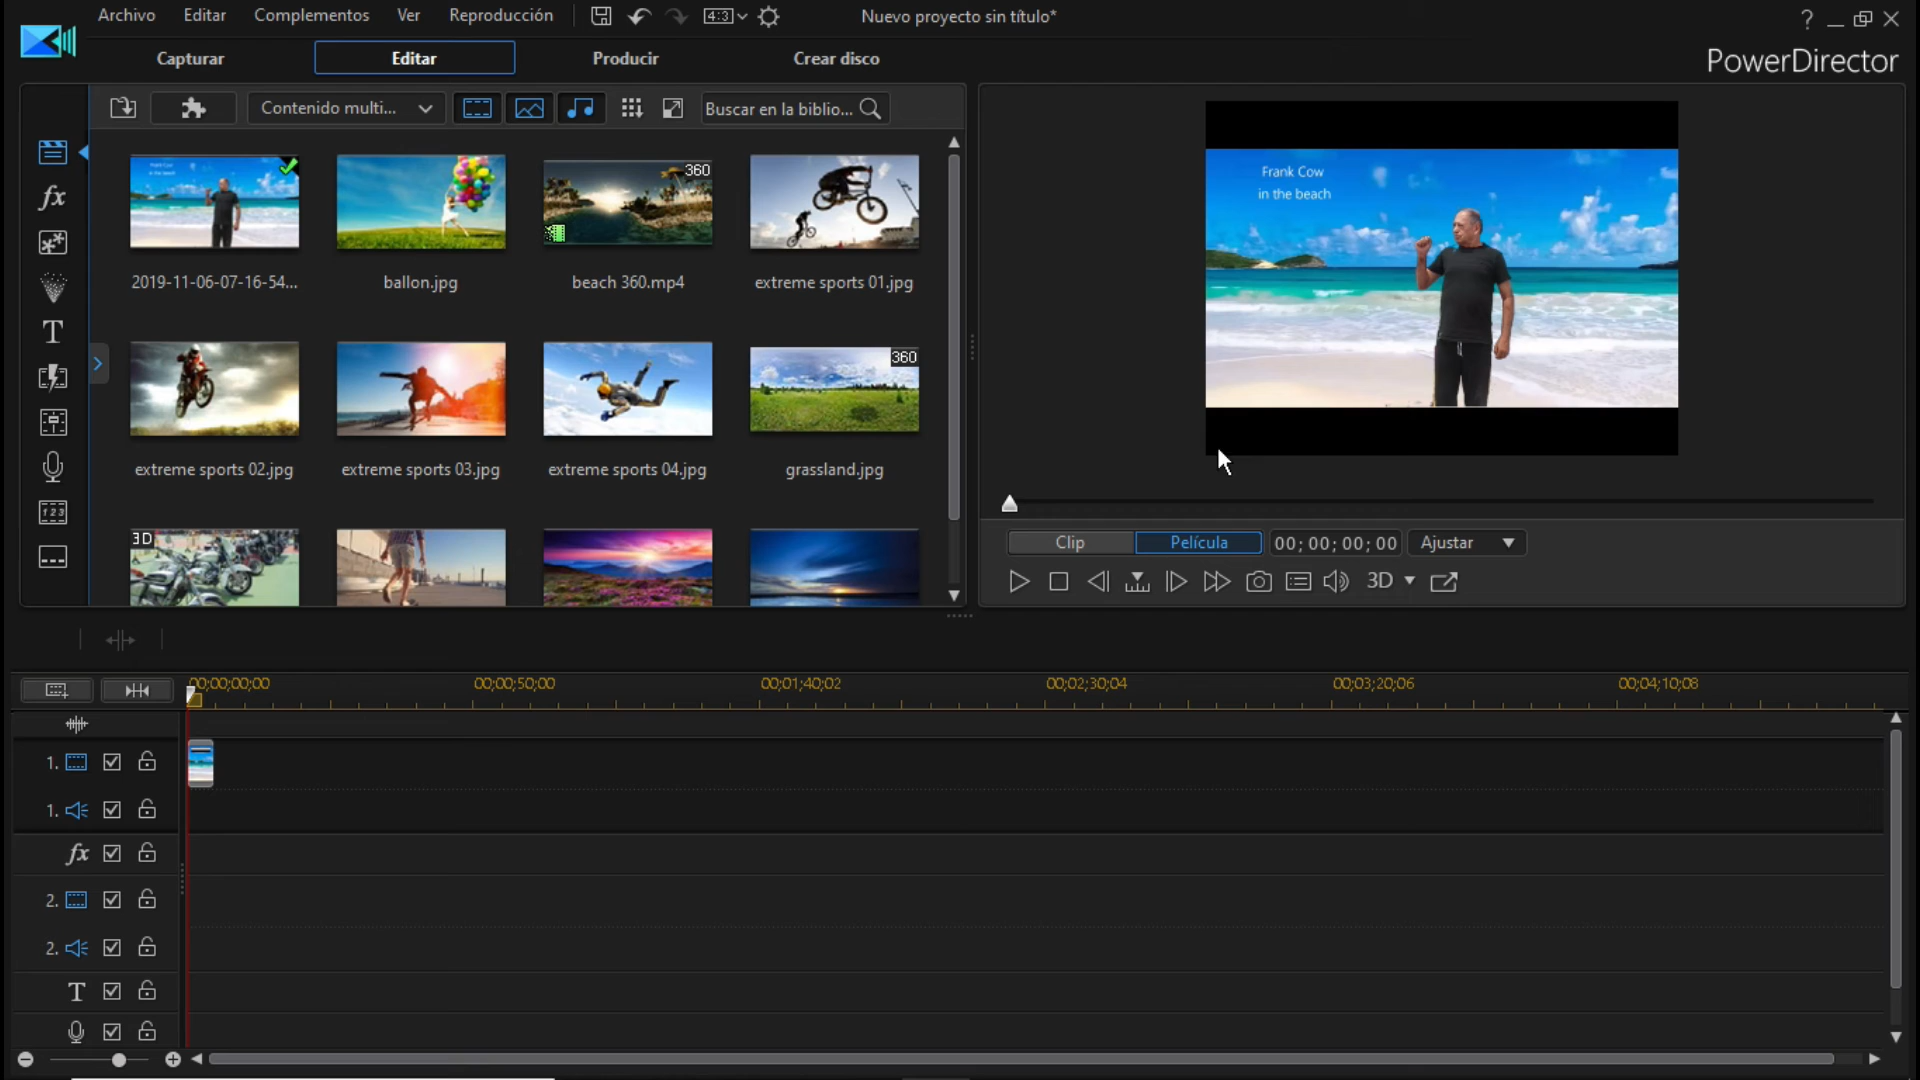 Archivo Editar Complementos Ver Reproducción 4:3 Nuevo proyecto sin título* ?
Capturar Editar Producir Crear disco PowerDirector
Contenido multi... Buscar en la biblio...
360
2019-11-06-07-16-54... ballon.jpg beach 360.mp4 extreme sports 01.jpg
Frank Cow
in the beach
fx
T
360
extreme sports 02.jpg extreme sports 03.jpg extreme sports 04.jpg grassland.jpg
123
3D
Clip Película 00; 00; 00; 00 Ajustar
3D
00;00;00;00 00;00;50;00 00;01;40;02 00;02;30;04 00;03;20;06 00;04;10;08
1.
1.
fx
2.
2.
T